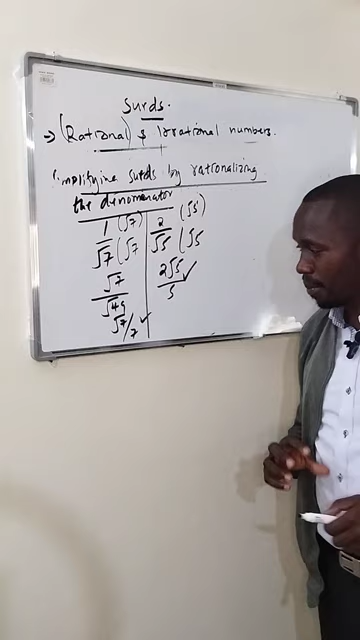 Surds.
→ (Rational) & Irrational numbers.
Simplifying surds by rationalizing
the denominator
1 (√7)
√7 (√7
√7
√49
√7/7 ✓
2 (√5)
√5 (√5
2√5 ✓
5